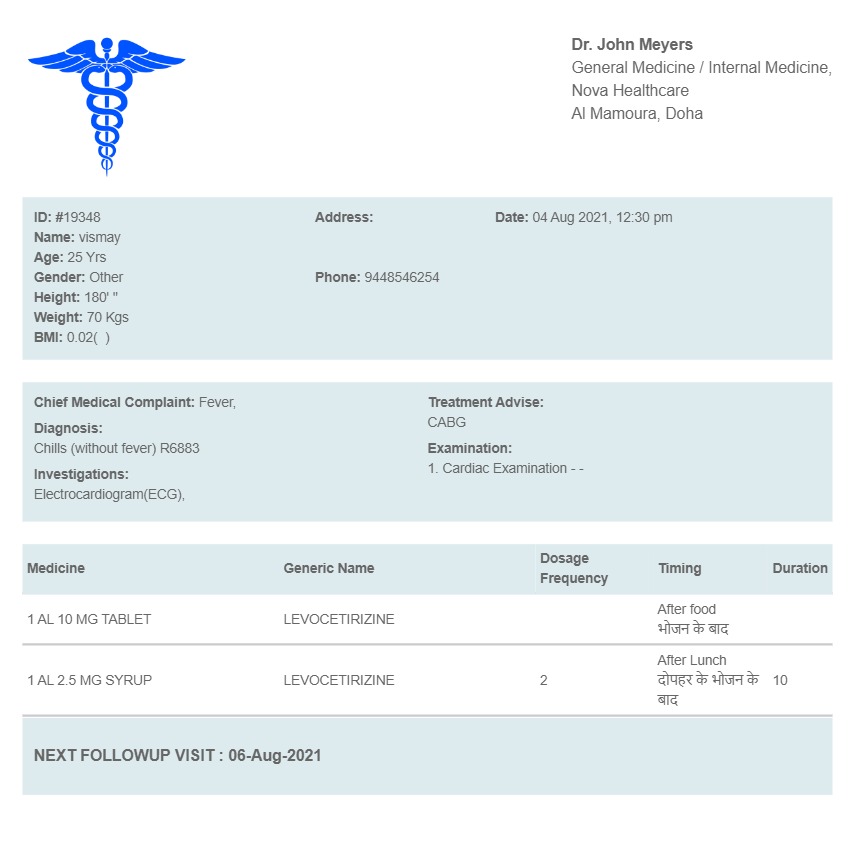 Dr. John Meyers
General Medicine / Internal Medicine,
Nova Healthcare
Al Mamoura, Doha
ID: #19348
Name: vismay
Age: 25 Yrs
Gender: Other
Height: 180' "
Weight: 70 Kgs
BMI: 0.02( )
Address:
Phone: 9448546254
Date: 04 Aug 2021, 12:30 pm
Chief Medical Complaint: Fever,
Diagnosis:
Chills (without fever) R6883
Investigations:
Electrocardiogram(ECG),
Treatment Advise:
CABG
Examination:
1. Cardiac Examination - -
Medicine Generic Name Dosage Frequency Timing Duration
1 AL 10 MG TABLET LEVOCETIRIZINE After food
भोजन के बाद
1 AL 2.5 MG SYRUP LEVOCETIRIZINE 2 After Lunch 10
दोपहर के भोजन के
बाद
NEXT FOLLOWUP VISIT : 06-Aug-2021